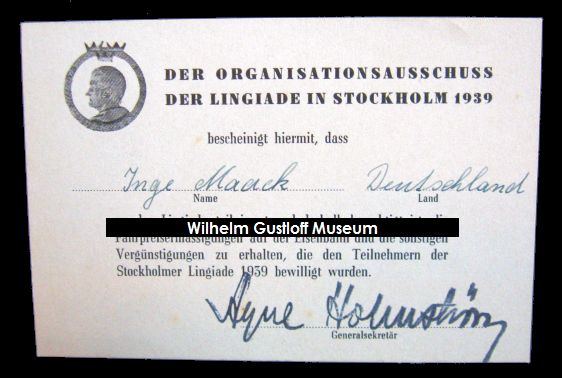 DER ORGANISATIONSAUSSCHUSS
DER LINGIADE IN STOCKHOLM 1939
bescheinigt hiermit, dass
Inge Maack Deutschland
Name Land
Wilhelm Gustloff Museum
Fahrpreisermässigungen auf der Eisenbahn und die sonstigen
Vergünstigungen zu erhalten, die den Teilnehmern der
Stockholmer Lingiade 1939 bewilligt wurden.
Agne Holmström
Generalsekretär